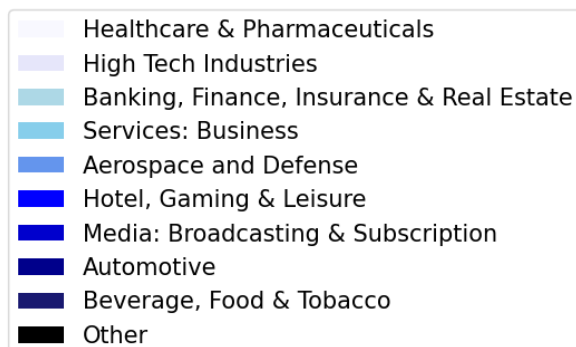 Healthcare & Pharmaceuticals
High Tech Industries
Banking, Finance, Insurance & Real Estate
Services: Business
Aerospace and Defense
Hotel, Gaming & Leisure
Media: Broadcasting & Subscription
Automotive
Beverage, Food & Tobacco
Other